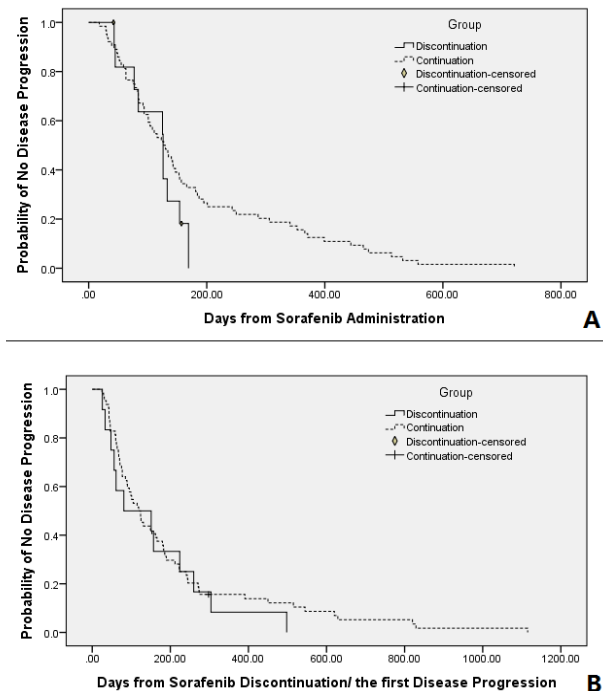 Group
Discontinuation
Continuation
Discontinuation-censored
Continuation-censored
Probability of No Disease Progression
1.0
0.8
0.6
0.4
0.2
0.0
.00 200.00 400.00 600.00 800.00
Days from Sorafenib Administration
A
Group
Discontinuation
Continuation
Discontinuation-censored
Continuation-censored
Probability of No Disease Progression
1.0
0.8
0.6
0.4
0.2
0.0
.00 200.00 400.00 600.00 800.00 1000.00 1200.00
Days from Sorafenib Discontinuation/ the first Disease Progression
B